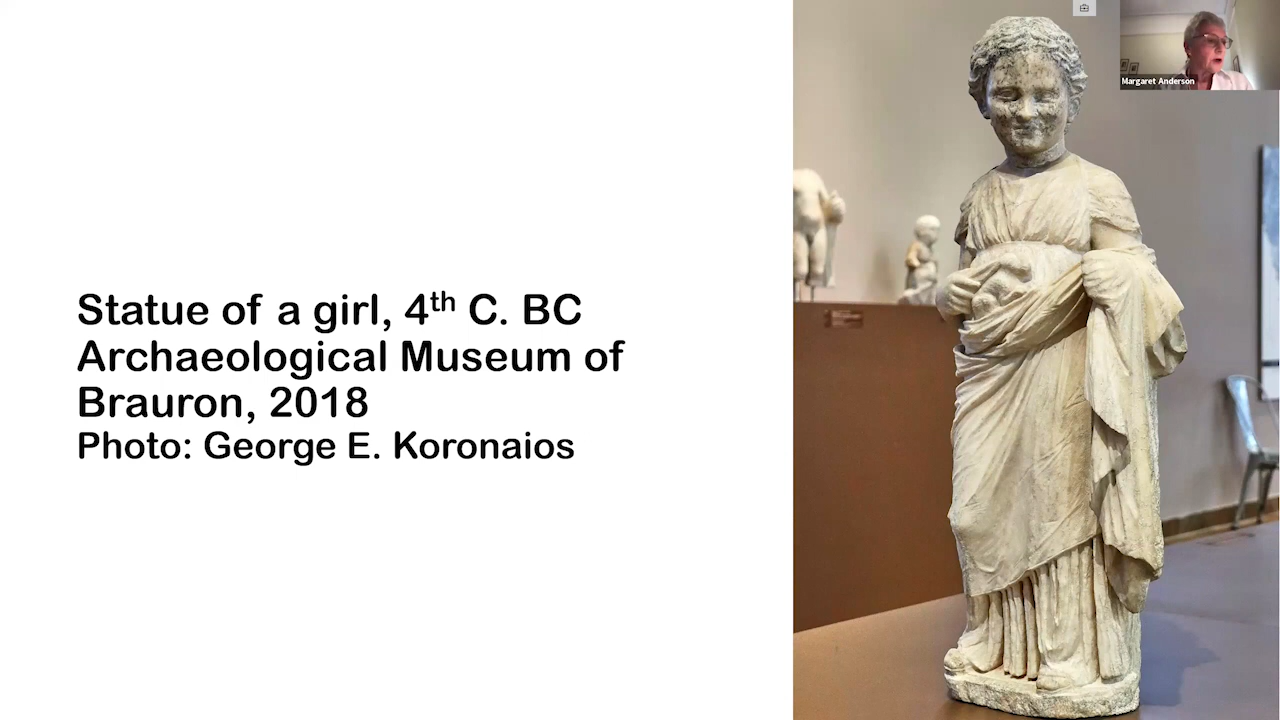 Statue of a girl, 4th C. BC
Archaeological Museum of
Brauron, 2018
Photo: George E. Koronaios
Margaret Anderson